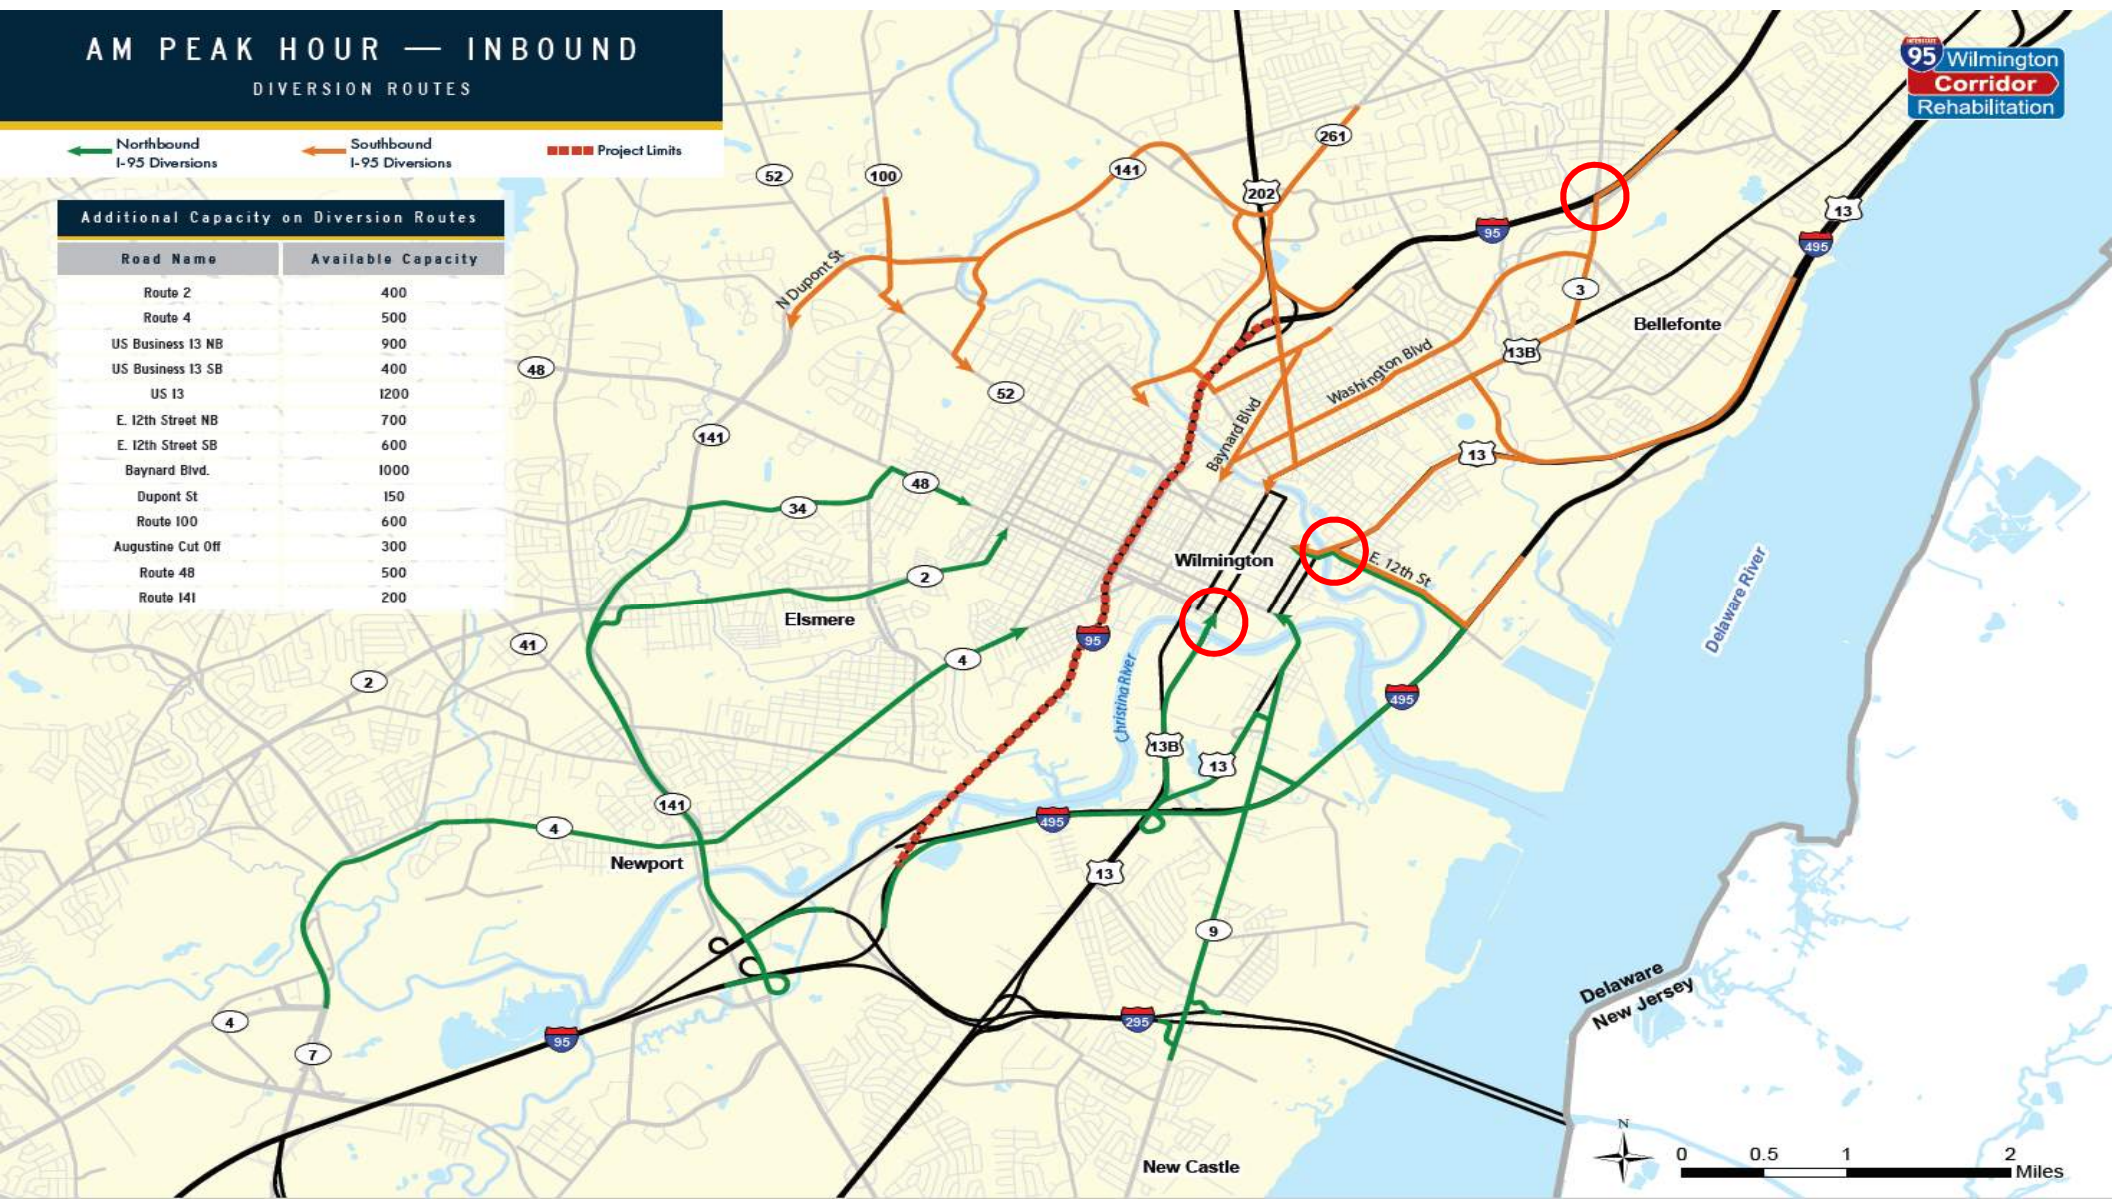 AM PEAK HOUR — INBOUND
DIVERSION ROUTES
Northbound
I-95 Diversions
Southbound
I-95 Diversions
Project Limits
INTERSTATE
95 Wilmington
Corridor
Rehabilitation
Additional Capacity on Diversion Routes
Road Name Available Capacity
Route 2 400
Route 4 500
US Business 13 NB 900
US Business 13 SB 400
US 13 1200
E. 12th Street NB 700
E. 12th Street SB 600
Baynard Blvd. 1000
Dupont St 150
Route 100 600
Augustine Cut Off 300
Route 48 500
Route 141 200
261
141
52
100
202
13
95
495
N Dupont St
3
Bellefonte
13B
Washington Blvd
48
52
Baynard Blvd
141
13
48
34
Wilmington
E. 12th St
2
Delaware River
Elsmere
95
41
4
2
Christina River
495
13B
13
141
495
4
Newport
13
9
Delaware
New Jersey
4
295
95
7
N
0 0.5 1 2
Miles
New Castle